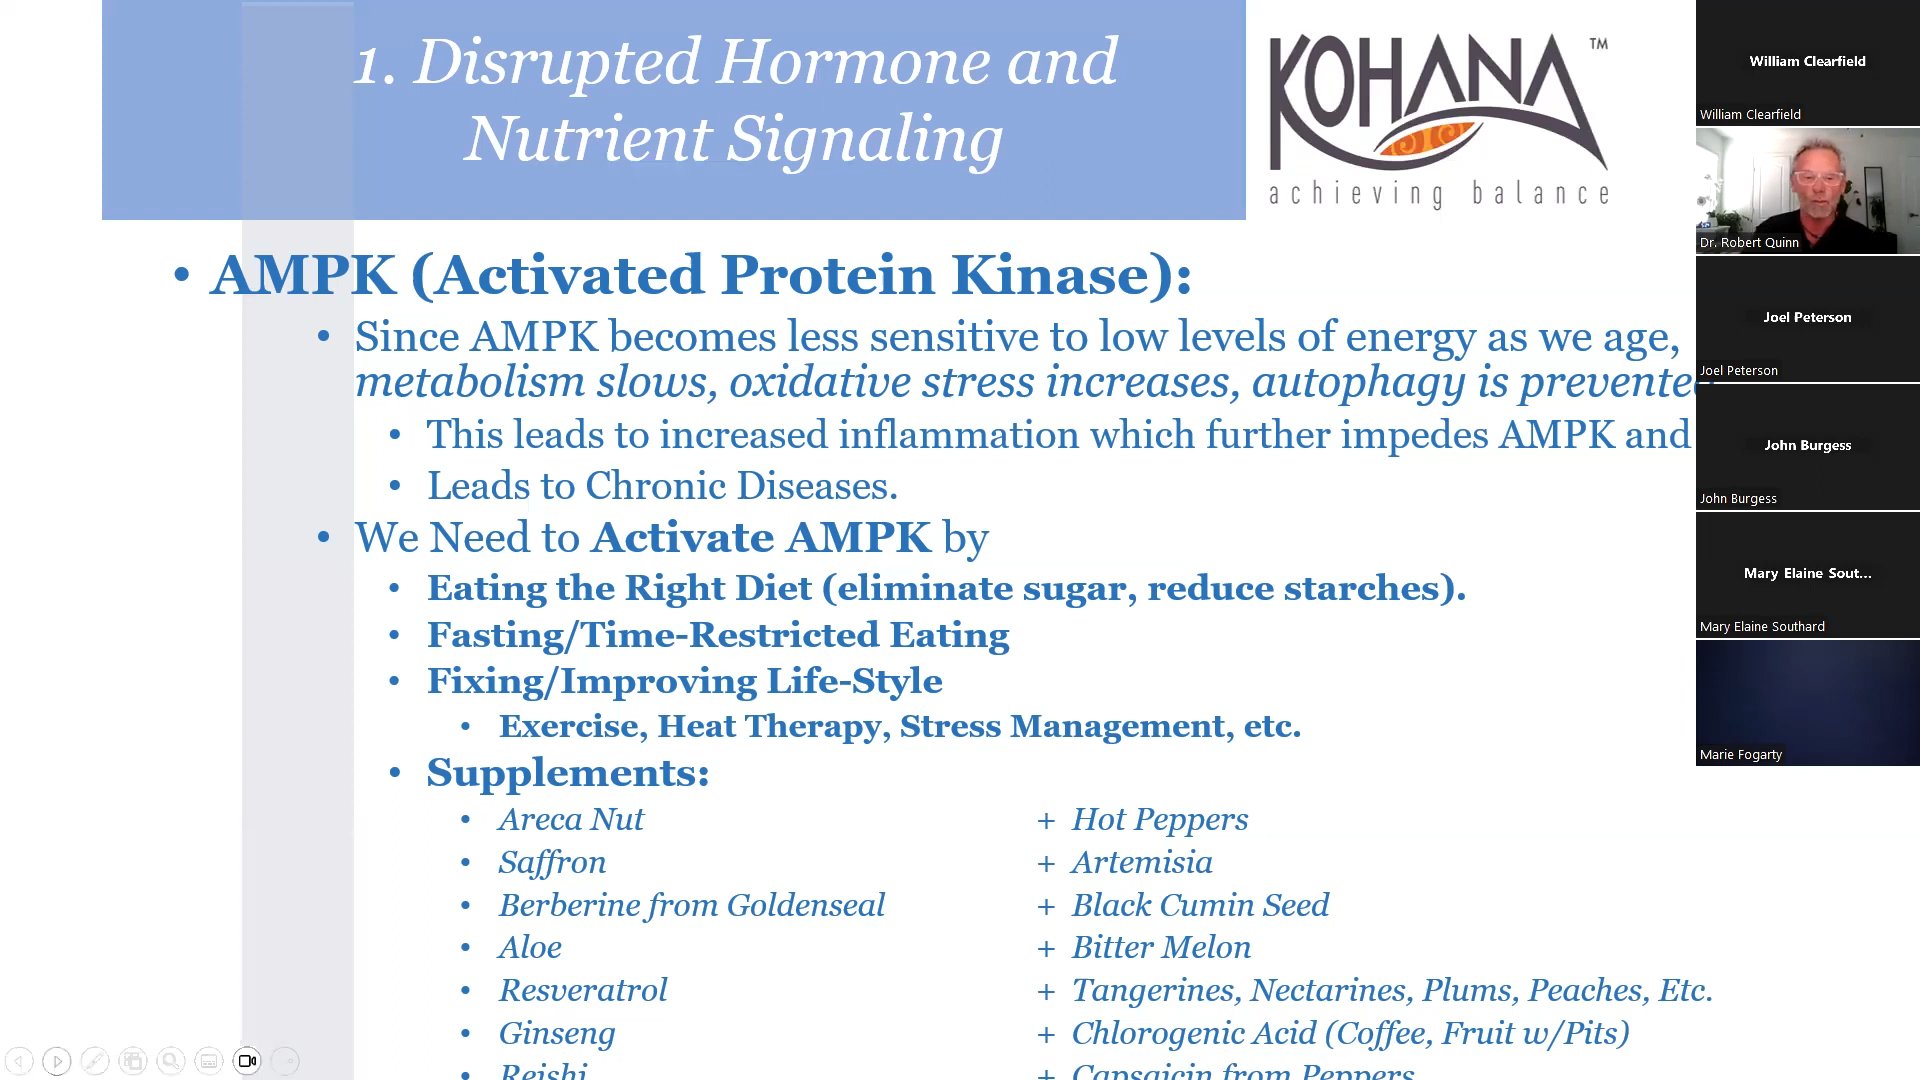 1. Disrupted Hormone and
Nutrient Signaling
KOHANA™
achieving balance
• AMPK (Activated Protein Kinase):
• Since AMPK becomes less sensitive to low levels of energy as we age,
metabolism slows, oxidative stress increases, autophagy is prevented
• This leads to increased inflammation which further impedes AMPK and
• Leads to Chronic Diseases.
• We Need to Activate AMPK by
• Eating the Right Diet (eliminate sugar, reduce starches).
• Fasting/Time-Restricted Eating
• Fixing/Improving Life-Style
• Exercise, Heat Therapy, Stress Management, etc.
• Supplements:
• Areca Nut
• Saffron
• Berberine from Goldenseal
• Aloe
• Resveratrol
• Ginseng
• Reishi
+ Hot Peppers
+ Artemisia
+ Black Cumin Seed
+ Bitter Melon
+ Tangerines, Nectarines, Plums, Peaches, Etc.
+ Chlorogenic Acid (Coffee, Fruit w/Pits)
+ Capsaicin from Peppers
William Clearfield
William Clearfield
Dr. Robert Quinn
Joel Peterson
Joel Peterson
John Burgess
John Burgess
Mary Elaine Sout...
Mary Elaine Southard
Marie Fogarty